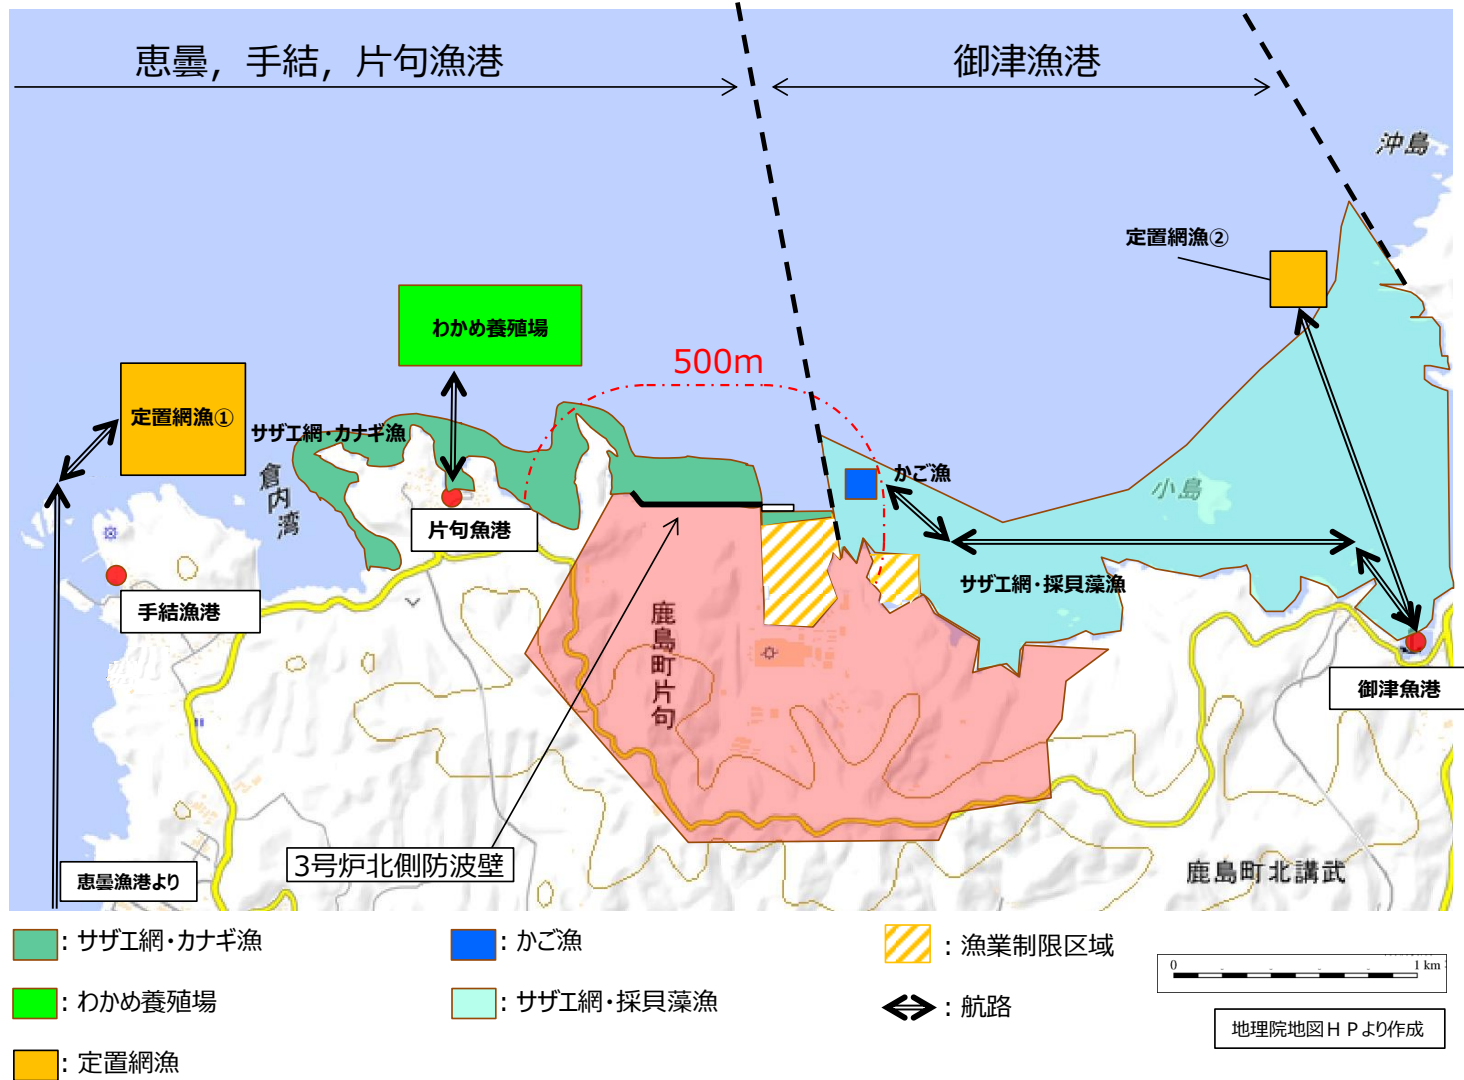 恵曇，手結，片句漁港
御津漁港
沖島
定置網漁②
わかめ養殖場
500m
定置網漁①
サザエ網・カナギ漁
倉内湾
かご漁
小島
片句魚港
サザエ網・採貝藻漁
手結漁港
鹿島町片句
御津魚港
3号炉北側防波壁
鹿島町北講武
恵曇漁港より
：サザエ網・カナギ漁
：かご漁
：漁業制限区域
0 1 km
：わかめ養殖場
：サザエ網・採貝藻漁
：航路
地理院地図ＨＰより作成
：定置網漁